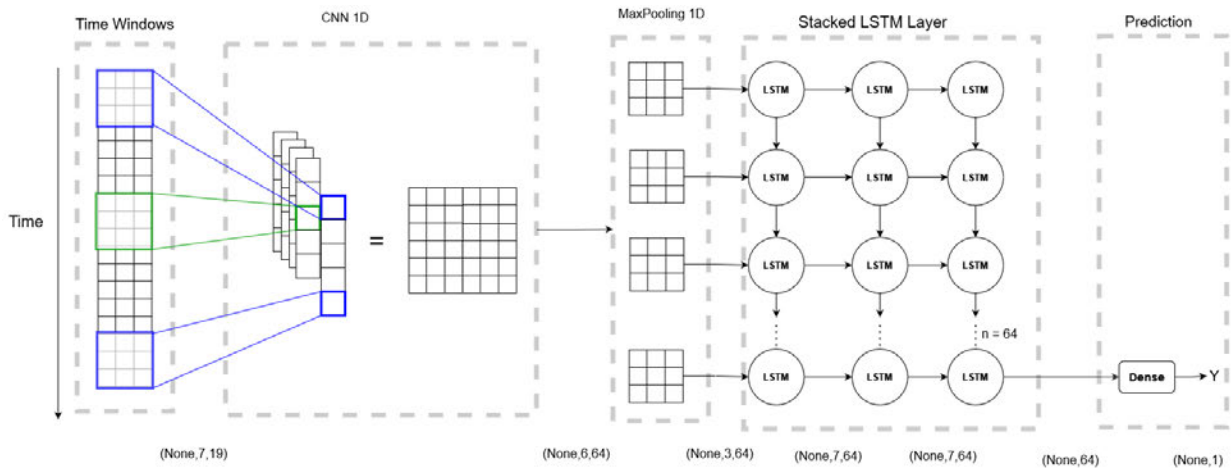 Time Windows
CNN 1D
MaxPooling 1D
Stacked LSTM Layer
Prediction
Time
=
LSTM
LSTM
LSTM
LSTM
LSTM
LSTM
LSTM
LSTM
LSTM
n = 64
LSTM
LSTM
LSTM
Dense
Y
(None,7,19)
(None,6,64)
(None,3,64)
(None,7,64)
(None,7,64)
(None,64)
(None,1)